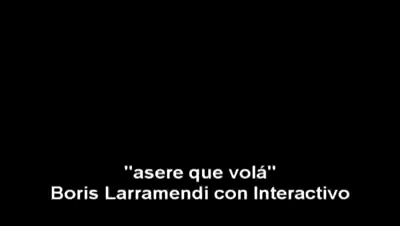 "asere que volá"
Boris Larramendi con Interactivo